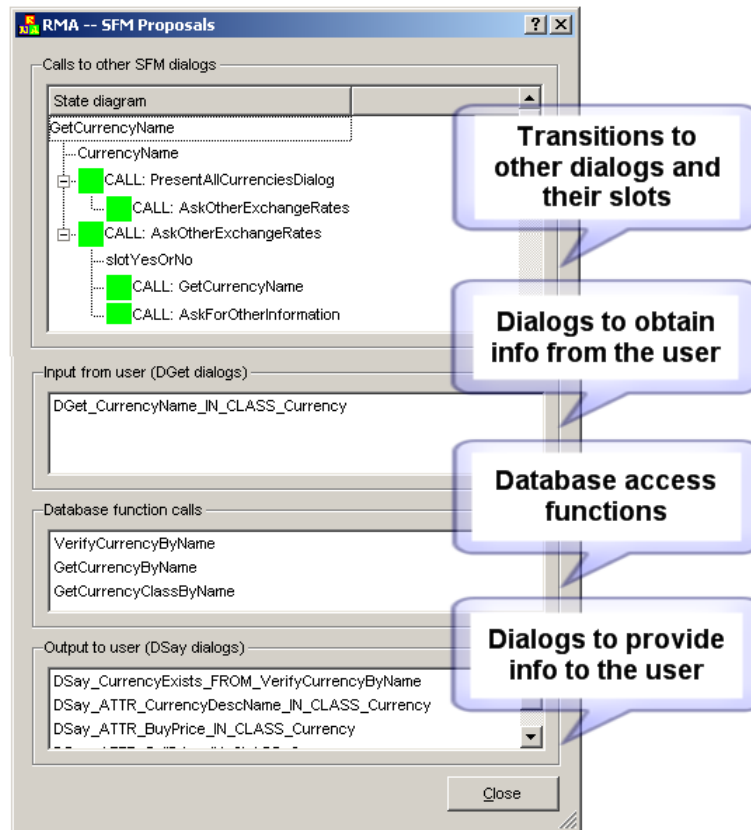 RMA -- SFM Proposals
Calls to other SFM dialogs
State diagram
GetCurrencyName
CurrencyName
CALL: PresentAllCurrenciesDialog
CALL: AskOtherExchangeRates
CALL: AskOtherExchangeRates
slotYesOrNo
CALL: GetCurrencyName
CALL: AskForOtherInformation
Transitions to
other dialogs and
their slots
Input from user (DGet dialogs)
DGet_CurrencyName_IN_CLASS_Currency
Dialogs to obtain
info from the user
Database function calls
VerifyCurrencyByName
GetCurrencyByName
GetCurrencyClassByName
Database access
functions
Output to user (DSay dialogs)
DSay_CurrencyExists_FROM_VerifyCurrencyByName
DSay_ATTR_CurrencyDescName_IN_CLASS_Currency
DSay_ATTR_BuyPrice_IN_CLASS_Currency
Dialogs to provide
info to the user
Close